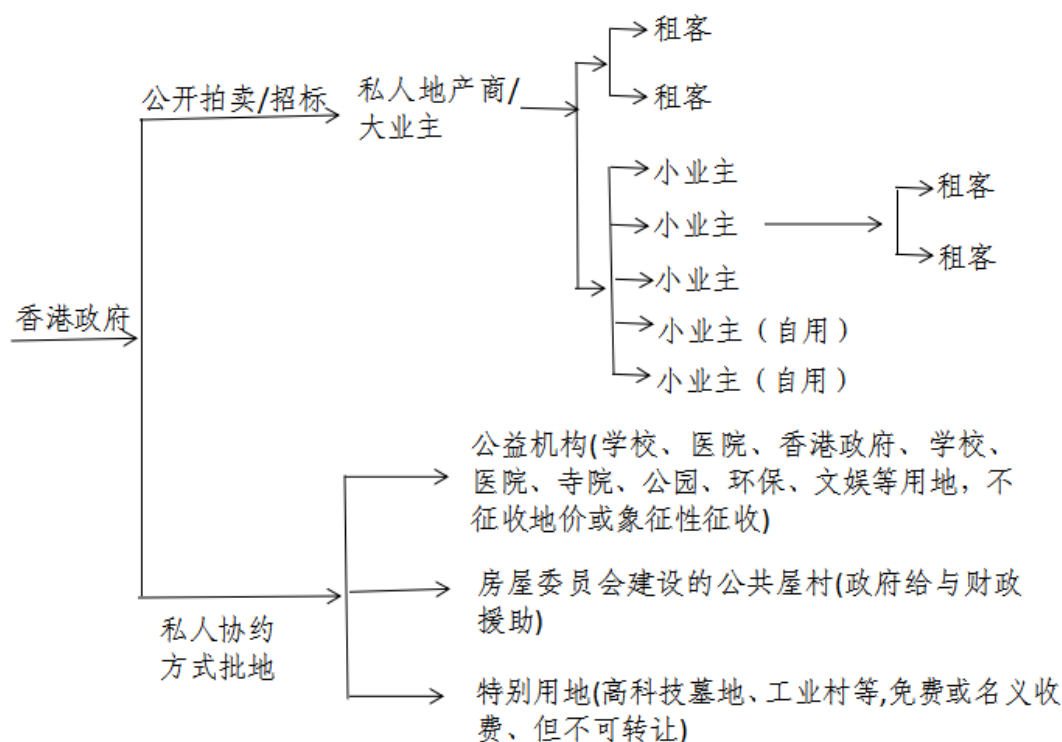 租客
公开拍卖/招标
私人地产商/
大业主
租客
小业主
租客
小业主
租客
小业主
香港政府
小业主（自用）
小业主（自用）
公益机构(学校、医院、香港政府、学校、
医院、寺院、公园、环保、文娱等用地，不
征收地价或象征性征收)
房屋委员会建设的公共屋村(政府给与财政
援助)
私人协约
方式批地
特别用地(高科技墓地、工业村等,免费或名义收
费、但不可转让)